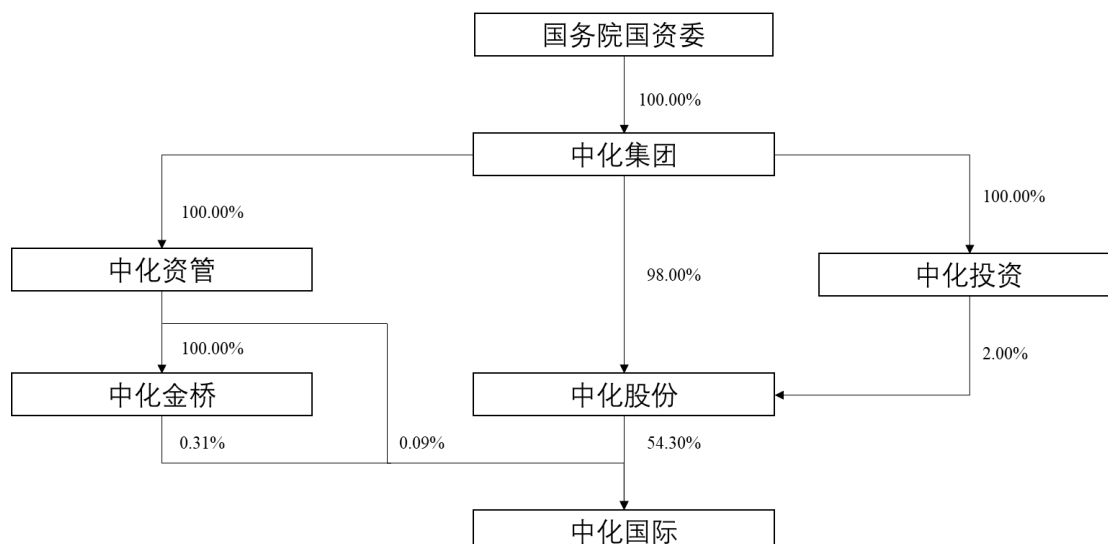 国务院国资委
100.00%
中化集团
100.00%
100.00%
中化资管
98.00%
中化投资
100.00%
2.00%
中化金桥
中化股份
0.31%
0.09%
54.30%
中化国际